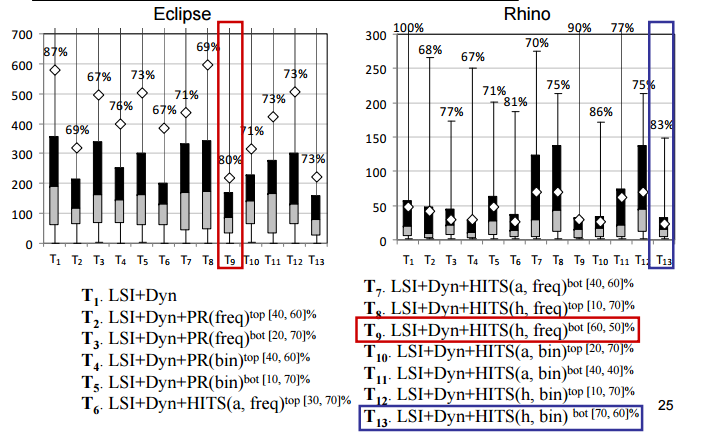 Eclipse
700
600
500
400
300
200
100
0
87%
69%
67%
76%
73%
67%
71%
69%
80%
71%
73%
73%
73%
T1 T2 T3 T4 T5 T6 T7 T8 T9 T10 T11 T12 T13
Rhino
300
250
200
150
100
50
0
100%
68%
77%
67%
71%
81%
70%
75%
90%
86%
77%
75%
83%
T1 T2 T3 T4 T5 T6 T7 T8 T9 T10 T11 T12 T13
T1. LSI+Dyn
T2. LSI+Dyn+PR(freq)top [40, 60]%
T3. LSI+Dyn+PR(freq)bot [20, 70]%
T4. LSI+Dyn+PR(bin)top [40, 60]%
T5. LSI+Dyn+PR(bin)bot [10, 70]%
T6. LSI+Dyn+HITS(a, freq)top [30, 70]%
T7. LSI+Dyn+HITS(a, freq)bot [40, 60]%
T8. LSI+Dyn+HITS(h, freq)top [10, 70]%
T9. LSI+Dyn+HITS(h, freq)bot [60, 50]%
T10. LSI+Dyn+HITS(a, bin)top [20, 70]%
T11. LSI+Dyn+HITS(a, bin)bot [40, 40]%
T12. LSI+Dyn+HITS(h, bin)top [10, 70]%
T13. LSI+Dyn+HITS(h, bin) bot [70, 60]%
25